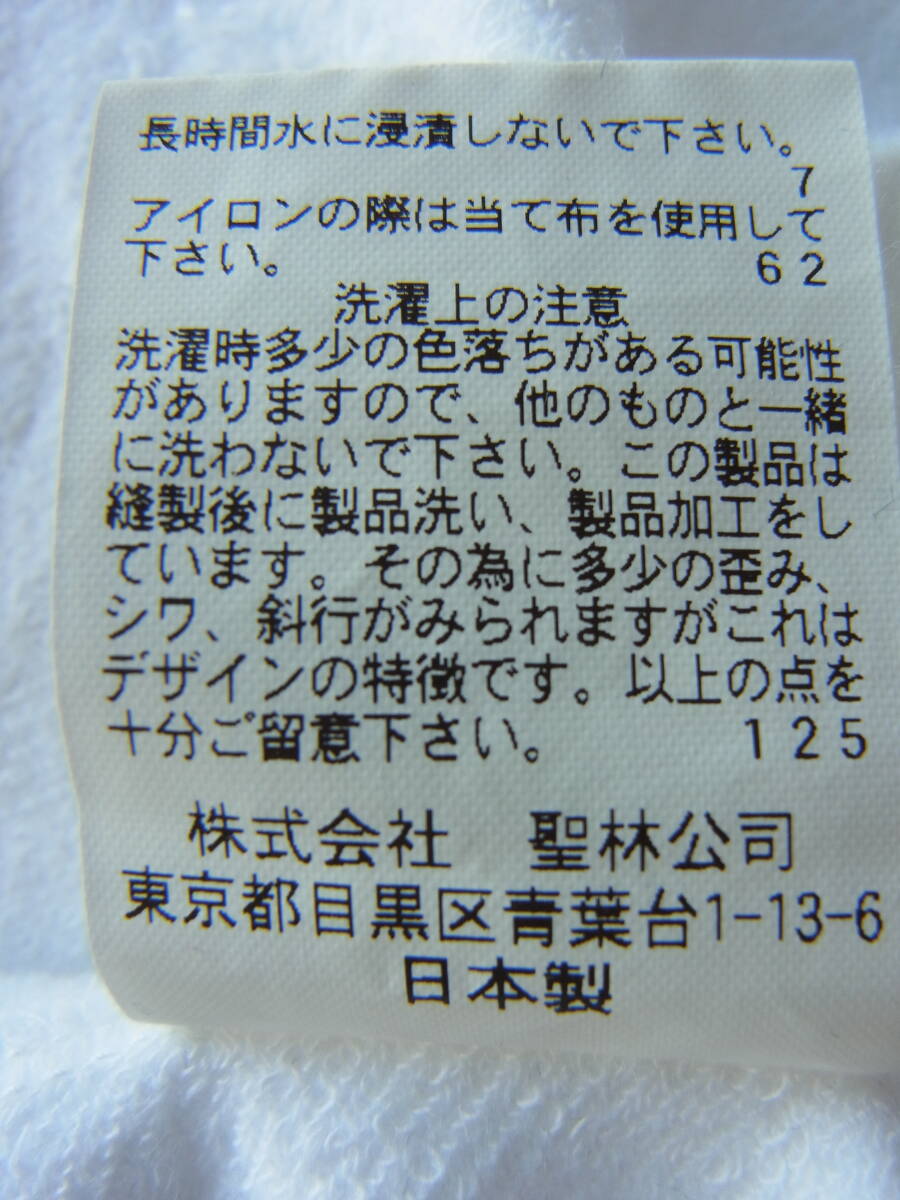 長時間水に浸漬しないで下さい。
7
アイロンの際は当て布を使用して
下さい。 62
洗濯上の注意
洗濯時多少の色落ちがある可能性
がありますので、他のものと一緒
に洗わないで下さい。この製品は
縫製後に製品洗い、製品加工をし
ています。その為に多少の歪み、
シワ、斜行がみられますがこれは
デザインの特徴です。以上の点を
十分ご留意下さい。 125
株式会社 聖林公司
東京都目黒区青葉台1-13-6
日本製